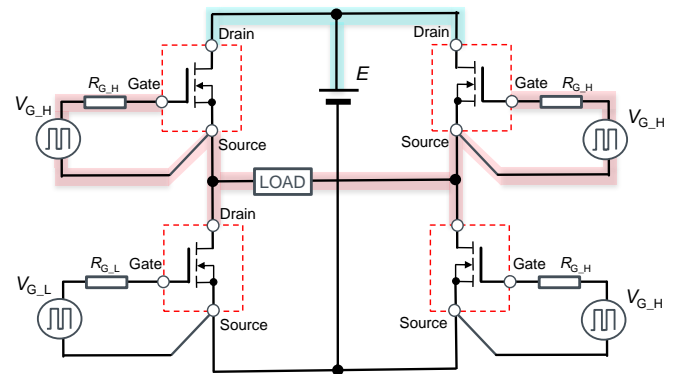 Drain
Drain
E
R_G_H Gate
Gate R_G_H
V_G_H
V_G_H
Source
Source
LOAD
Drain
R_G_L Gate
Gate R_G_H
V_G_L
V_G_H
Source
Source